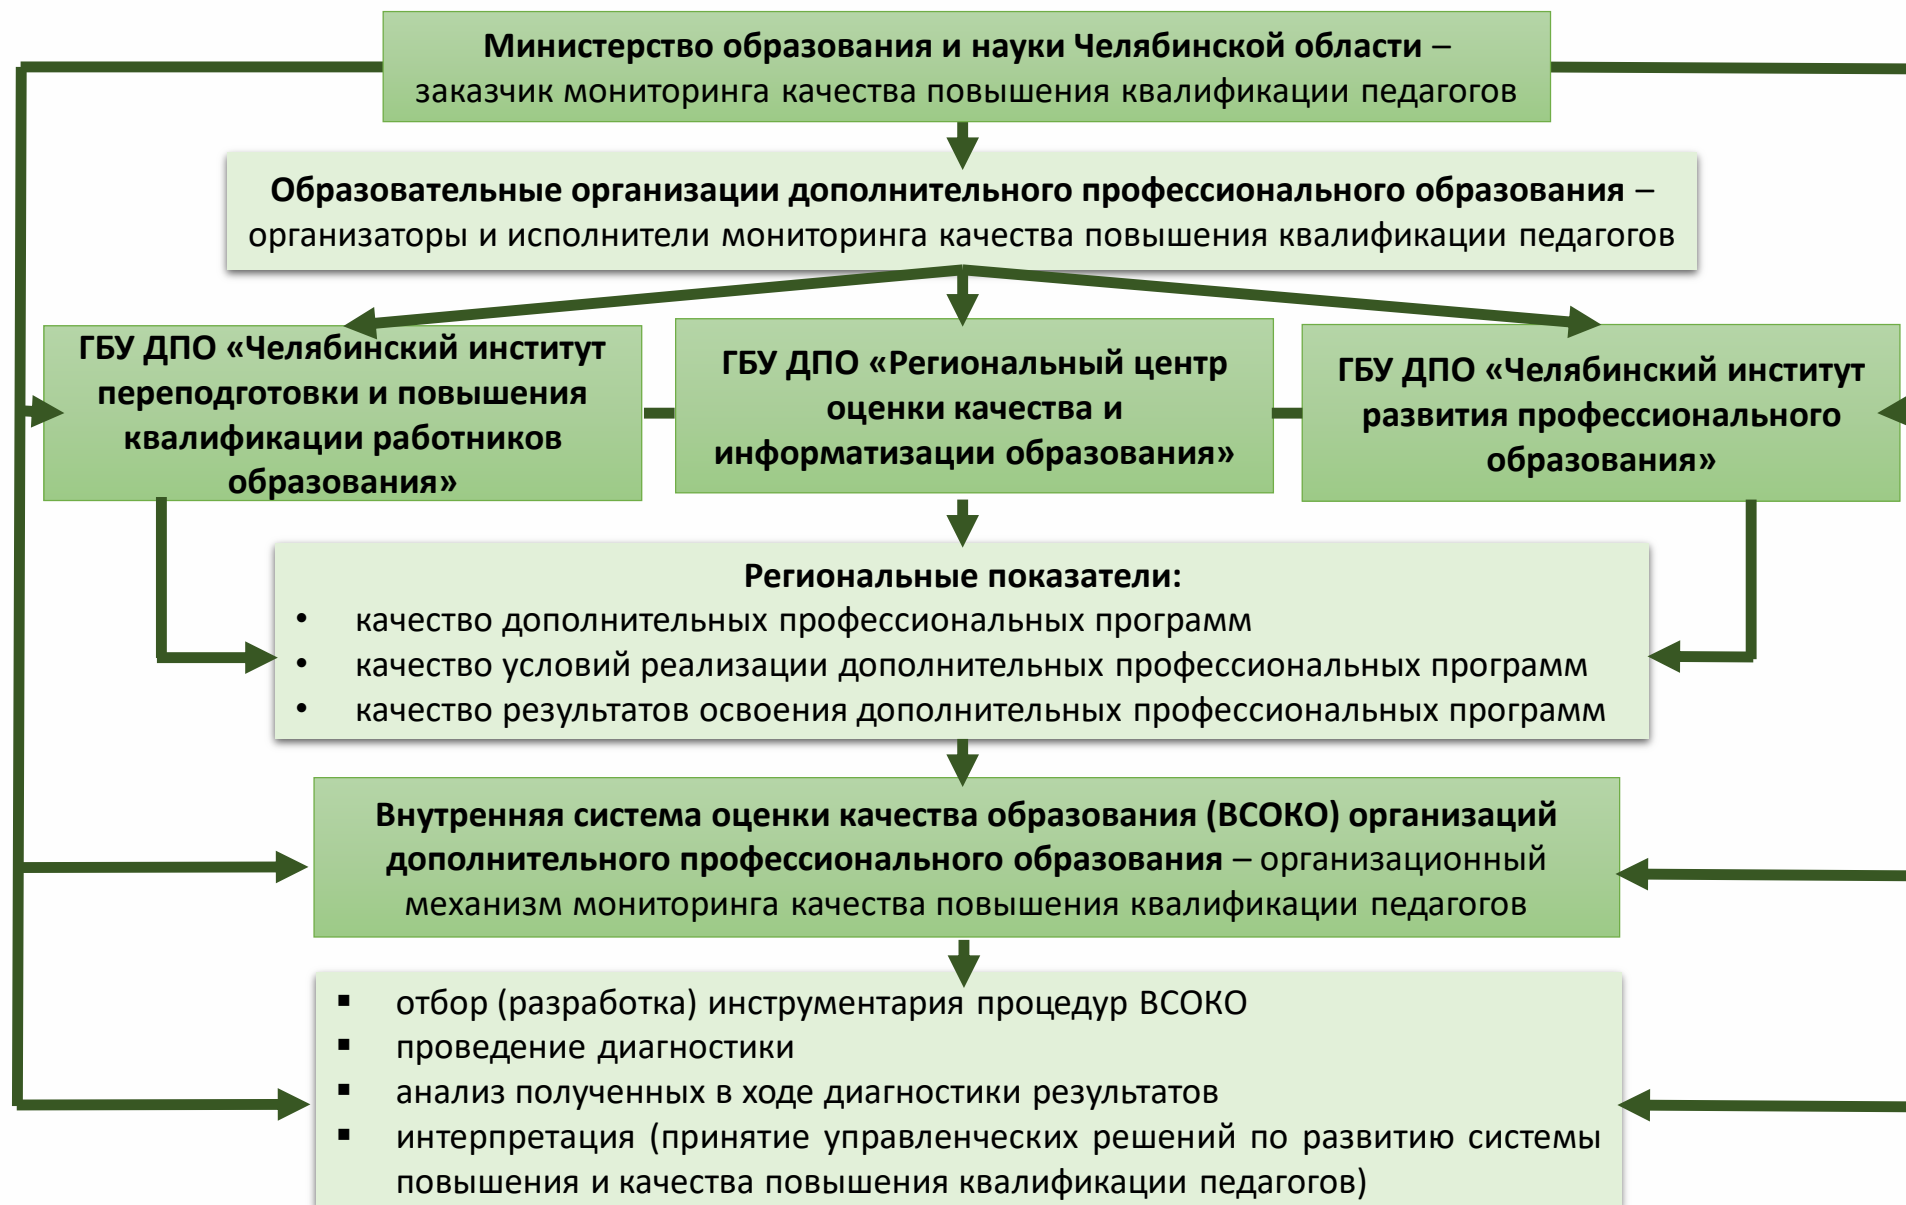 Министерство образования и науки Челябинской области –
заказчик мониторинга качества повышения квалификации педагогов
Образовательные организации дополнительного профессионального образования –
организаторы и исполнители мониторинга качества повышения квалификации педагогов
ГБУ ДПО «Челябинский институт
переподготовки и повышения
квалификации работников
образования»
ГБУ ДПО «Региональный центр
оценки качества и
информатизации образования»
ГБУ ДПО «Челябинский институт
развития профессионального
образования»
Региональные показатели:
• качество дополнительных профессиональных программ
• качество условий реализации дополнительных профессиональных программ
• качество результатов освоения дополнительных профессиональных программ
Внутренняя система оценки качества образования (ВСОКО) организаций
дополнительного профессионального образования – организационный
механизм мониторинга качества повышения квалификации педагогов
▪ отбор (разработка) инструментария процедур ВСОКО
▪ проведение диагностики
▪ анализ полученных в ходе диагностики результатов
▪ интерпретация (принятие управленческих решений по развитию системы
повышения и качества повышения квалификации педагогов)